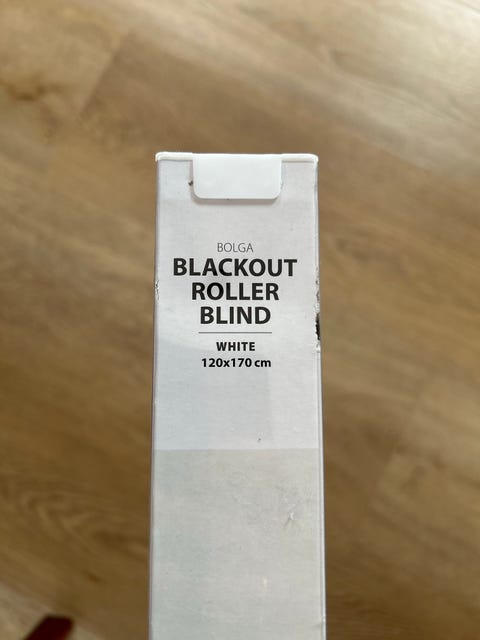 BOLGA
BLACKOUT
ROLLER
BLIND
WHITE
120x170 cm